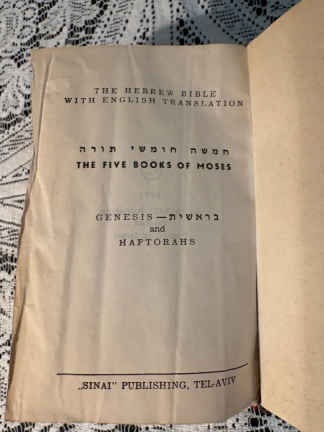 THE HEBREW BIBLE
WITH ENGLISH TRANSLATION
חמשה חומשי תורה
THE FIVE BOOKS OF MOSES
GENESIS — בראשית
and
HAPTORAHS
„SINAI” PUBLISHING, TEL-AVIV